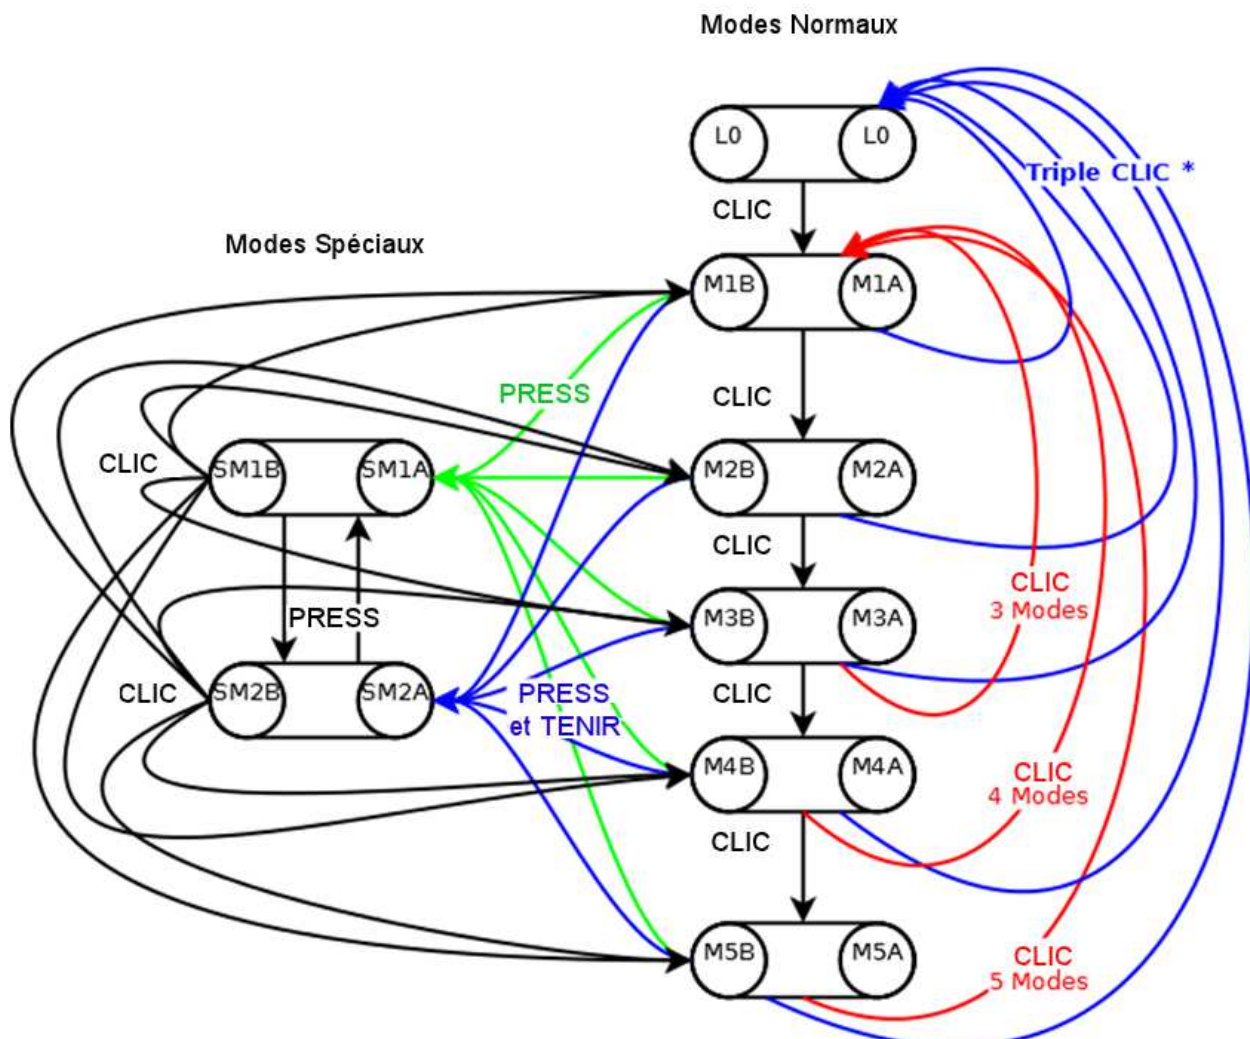 Modes Normaux
L0 L0
Triple CLIC *
CLIC
Modes Spéciaux
M1B M1A
PRESS
CLIC
CLIC
SM1B SM1A
M2B M2A
CLIC
CLIC
3 Modes
PRESS
M3B M3A
CLIC
SM2B SM2A
PRESS
et TENIR
CLIC
M4B M4A
CLIC
4 Modes
CLIC
M5B M5A
CLIC
5 Modes